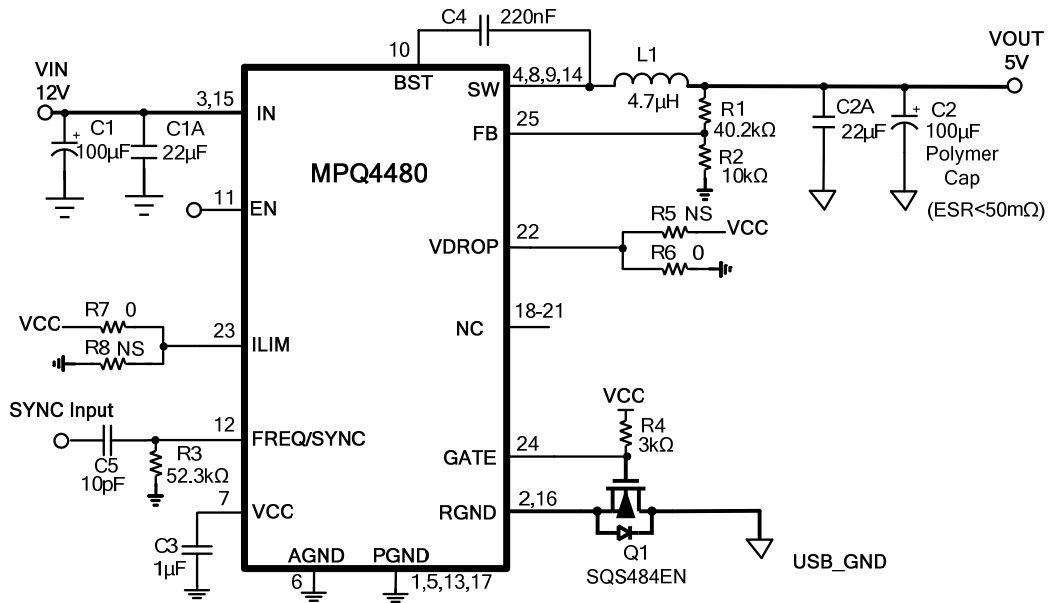 C4
220nF
10
BST
VIN
12V
3,15
IN
4,8,9,14
SW
L1
4.7µH
VOUT
5V
C1
+
100µF
C1A
22µF
MPQ4480
FB
25
R1
40.2kΩ
R2
10kΩ
C2A
22µF
+
C2
100µF
Polymer
Cap
(ESR<50mΩ)
11
EN
VDROP
22
R5 NS
VCC
R6 0
NC
18-21
VCC
R7 0
23
ILIM
R8 NS
SYNC Input
12
FREQ/SYNC
C5
10pF
R3
52.3kΩ
VCC
R4
3kΩ
GATE
24
7
VCC
RGND
2,16
C3
1µF
AGND
6
PGND
1,5,13,17
Q1
SQS484EN
USB_GND